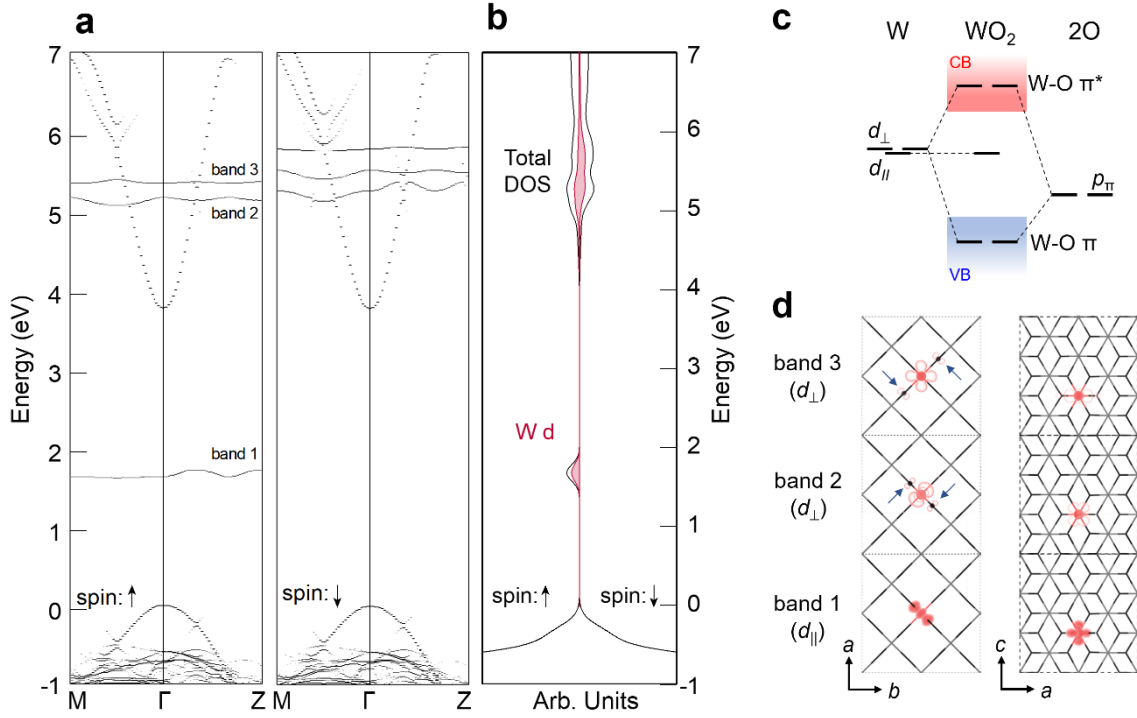 a
Energy (eV)
7
6
5
4
3
2
1
0
-1
band 3
band 2
band 1
spin:↑
spin:↓
M Γ Z
M Γ Z
b
Total
DOS
W d
spin:↑
spin:↓
Arb. Units
7
6
5
4
3
2
1
0
-1
Energy (eV)
c
W WO₂ 2O
CB
W-O π*
d⊥
d//
pπ
W-O π
VB
d
band 3
(d⊥)
band 2
(d⊥)
band 1
(d||)
a
b
c
a